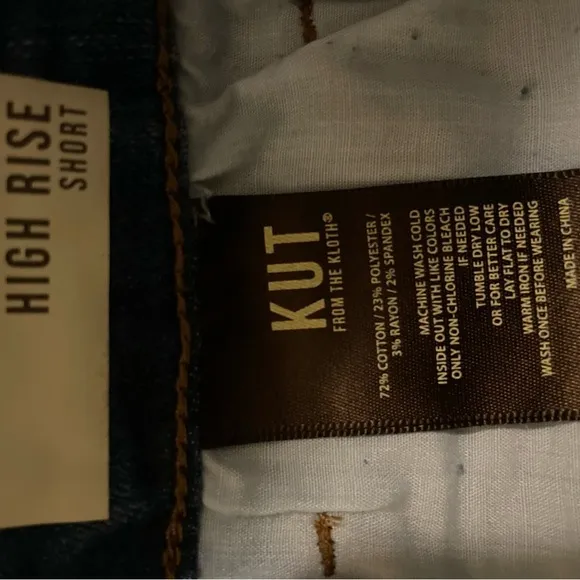 HIGH RISE
SHORT
KUT
FROM THE KLOTH®
72% COTTON / 23% POLYESTER /
3% RAYON / 2% SPANDEX
MACHINE WASH COLD
INSIDE OUT WITH LIKE COLORS
ONLY NON-CHLORINE BLEACH
IF NEEDED
TUMBLE DRY LOW
OR FOR BETTER CARE
LAY FLAT TO DRY
WARM IRON IF NEEDED
WASH ONCE BEFORE WEARING
MADE IN CHINA